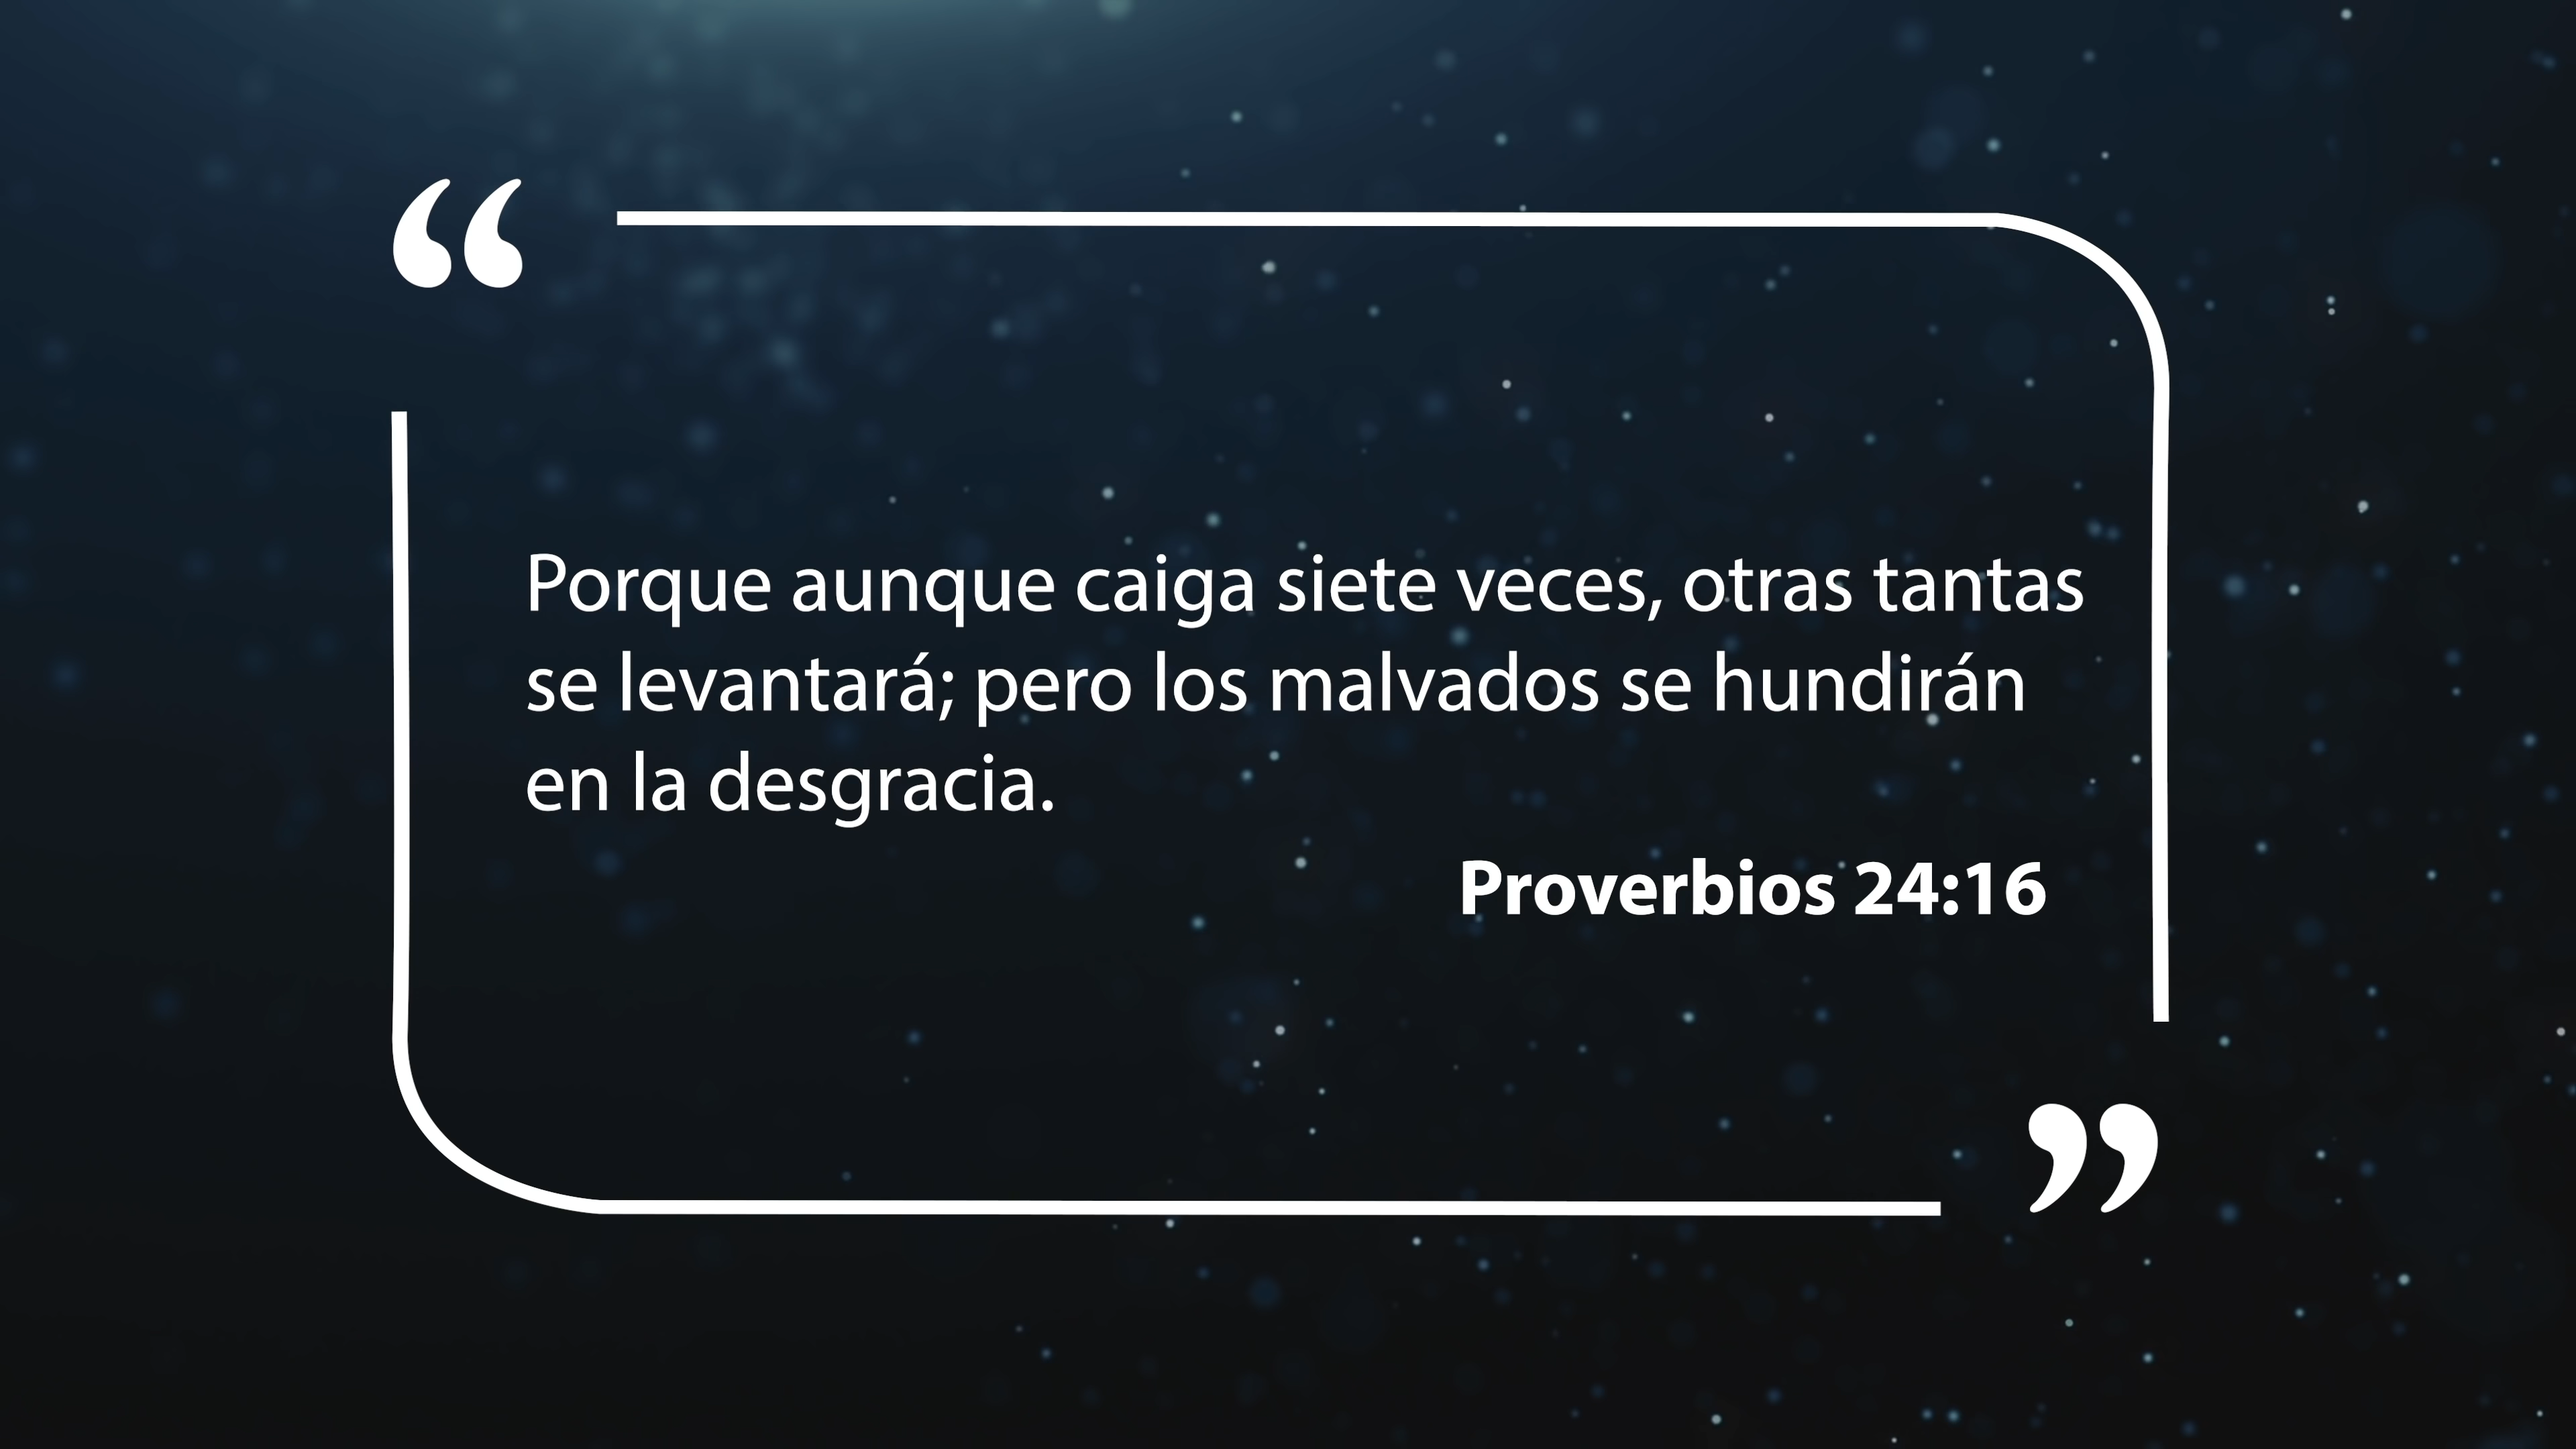 “
Porque aunque caiga siete veces, otras tantas
se levantará; pero los malvados se hundirán
en la desgracia.
Proverbios 24:16
”